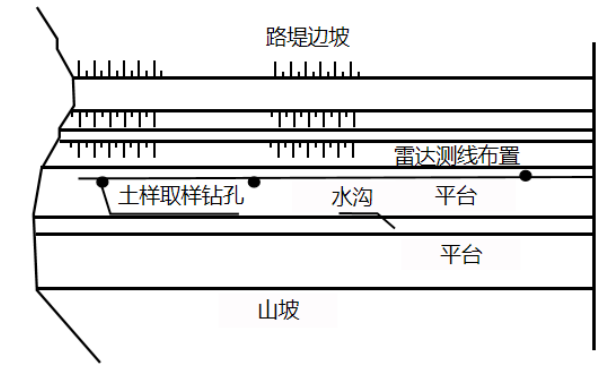 路堤边坡
雷达测线布置
土样取样钻孔
水沟
平台
平台
山坡